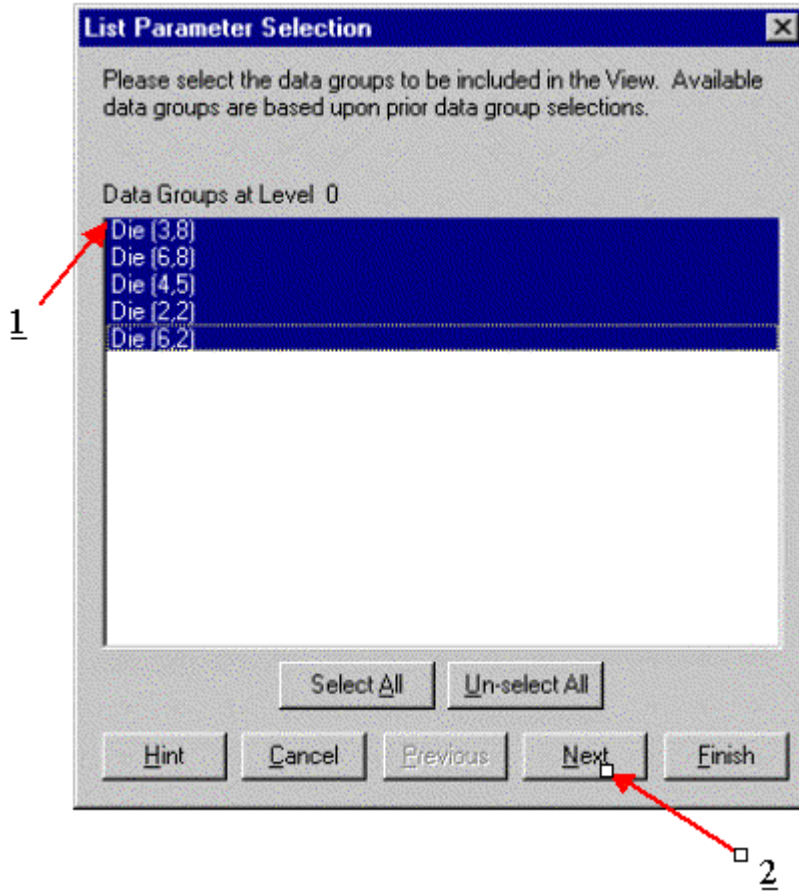 List Parameter Selection
Please select the data groups to be included in the View. Available
data groups are based upon prior data group selections.
Data Groups at Level 0
Die (3,8)
1
Die (6,8)
Die (4,5)
Die (2,2)
Die (6,2)
Select All Un-select All
Hint Cancel Previous Next Finish
2